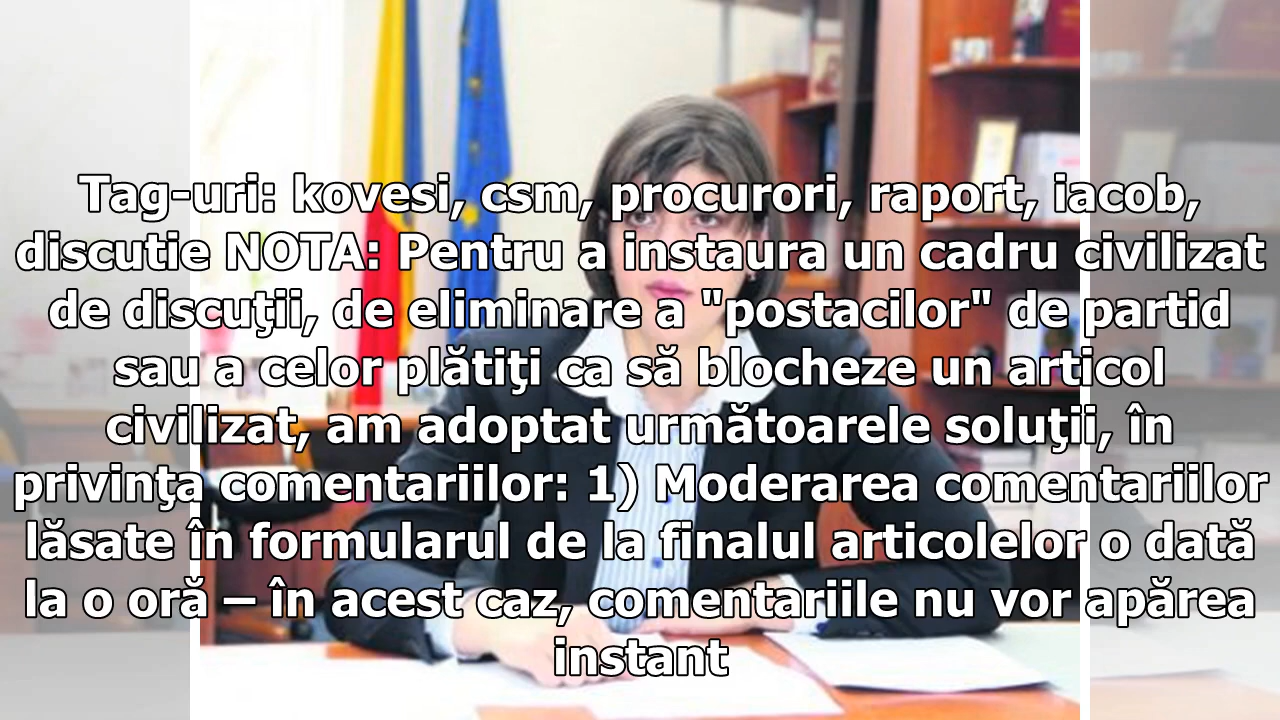 Tag-uri: kovesi, csm, procurori, raport, iacob,
discutie NOTA: Pentru a instaura un cadru civilizat
de discuţii, de eliminare a "postacilor" de partid
sau a celor plătiţi ca să blocheze un articol
civilizat, am adoptat următoarele soluţii, în
privinţa comentariilor: 1) Moderarea comentariilor
lăsate în formularul de la finalul articolelor o dată
la o oră – în acest caz, comentariile nu vor apărea
instant